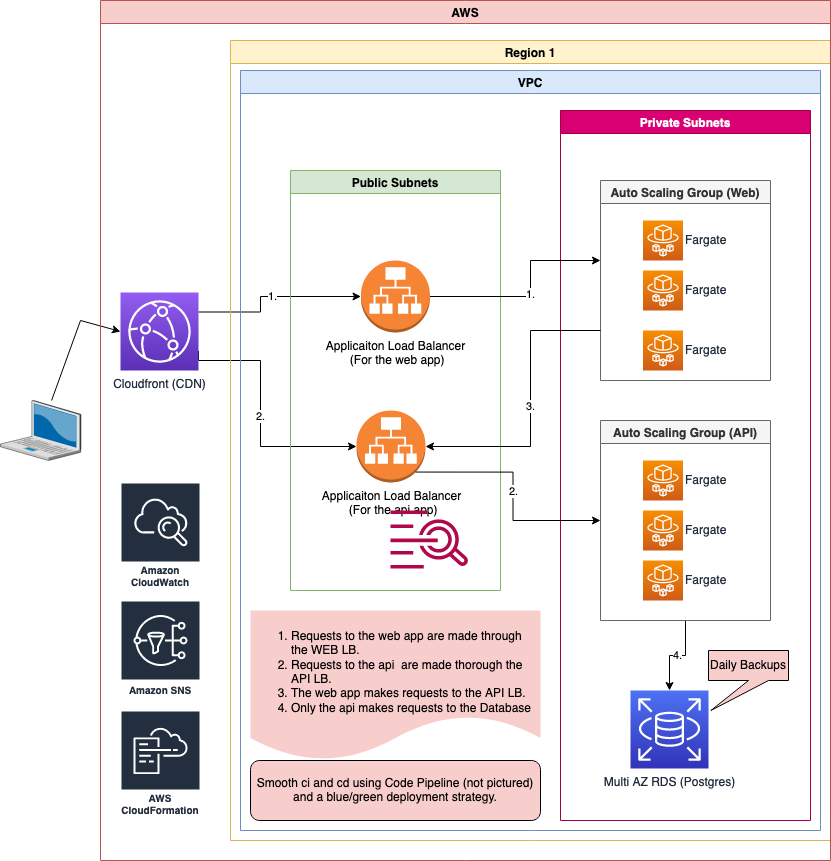 AWS
Region 1
VPC
Private Subnets
Public Subnets
Auto Scaling Group (Web)
Fargate
Fargate
Fargate
1.
1.
Applicaiton Load Balancer
(For the web app)
Cloudfront (CDN)
3.
2.
Auto Scaling Group (API)
Fargate
Fargate
Fargate
2.
Applicaiton Load Balancer
(For the api app)
Amazon
CloudWatch
1. Requests to the web app are made through
the WEB LB.
2. Requests to the api are made thorough the
API LB.
3. The web app makes requests to the API LB.
4. Only the api makes requests to the Database
4.
Daily Backups
Amazon SNS
Multi AZ RDS (Postgres)
Smooth ci and cd using Code Pipeline (not pictured)
and a blue/green deployment strategy.
AWS
CloudFormation